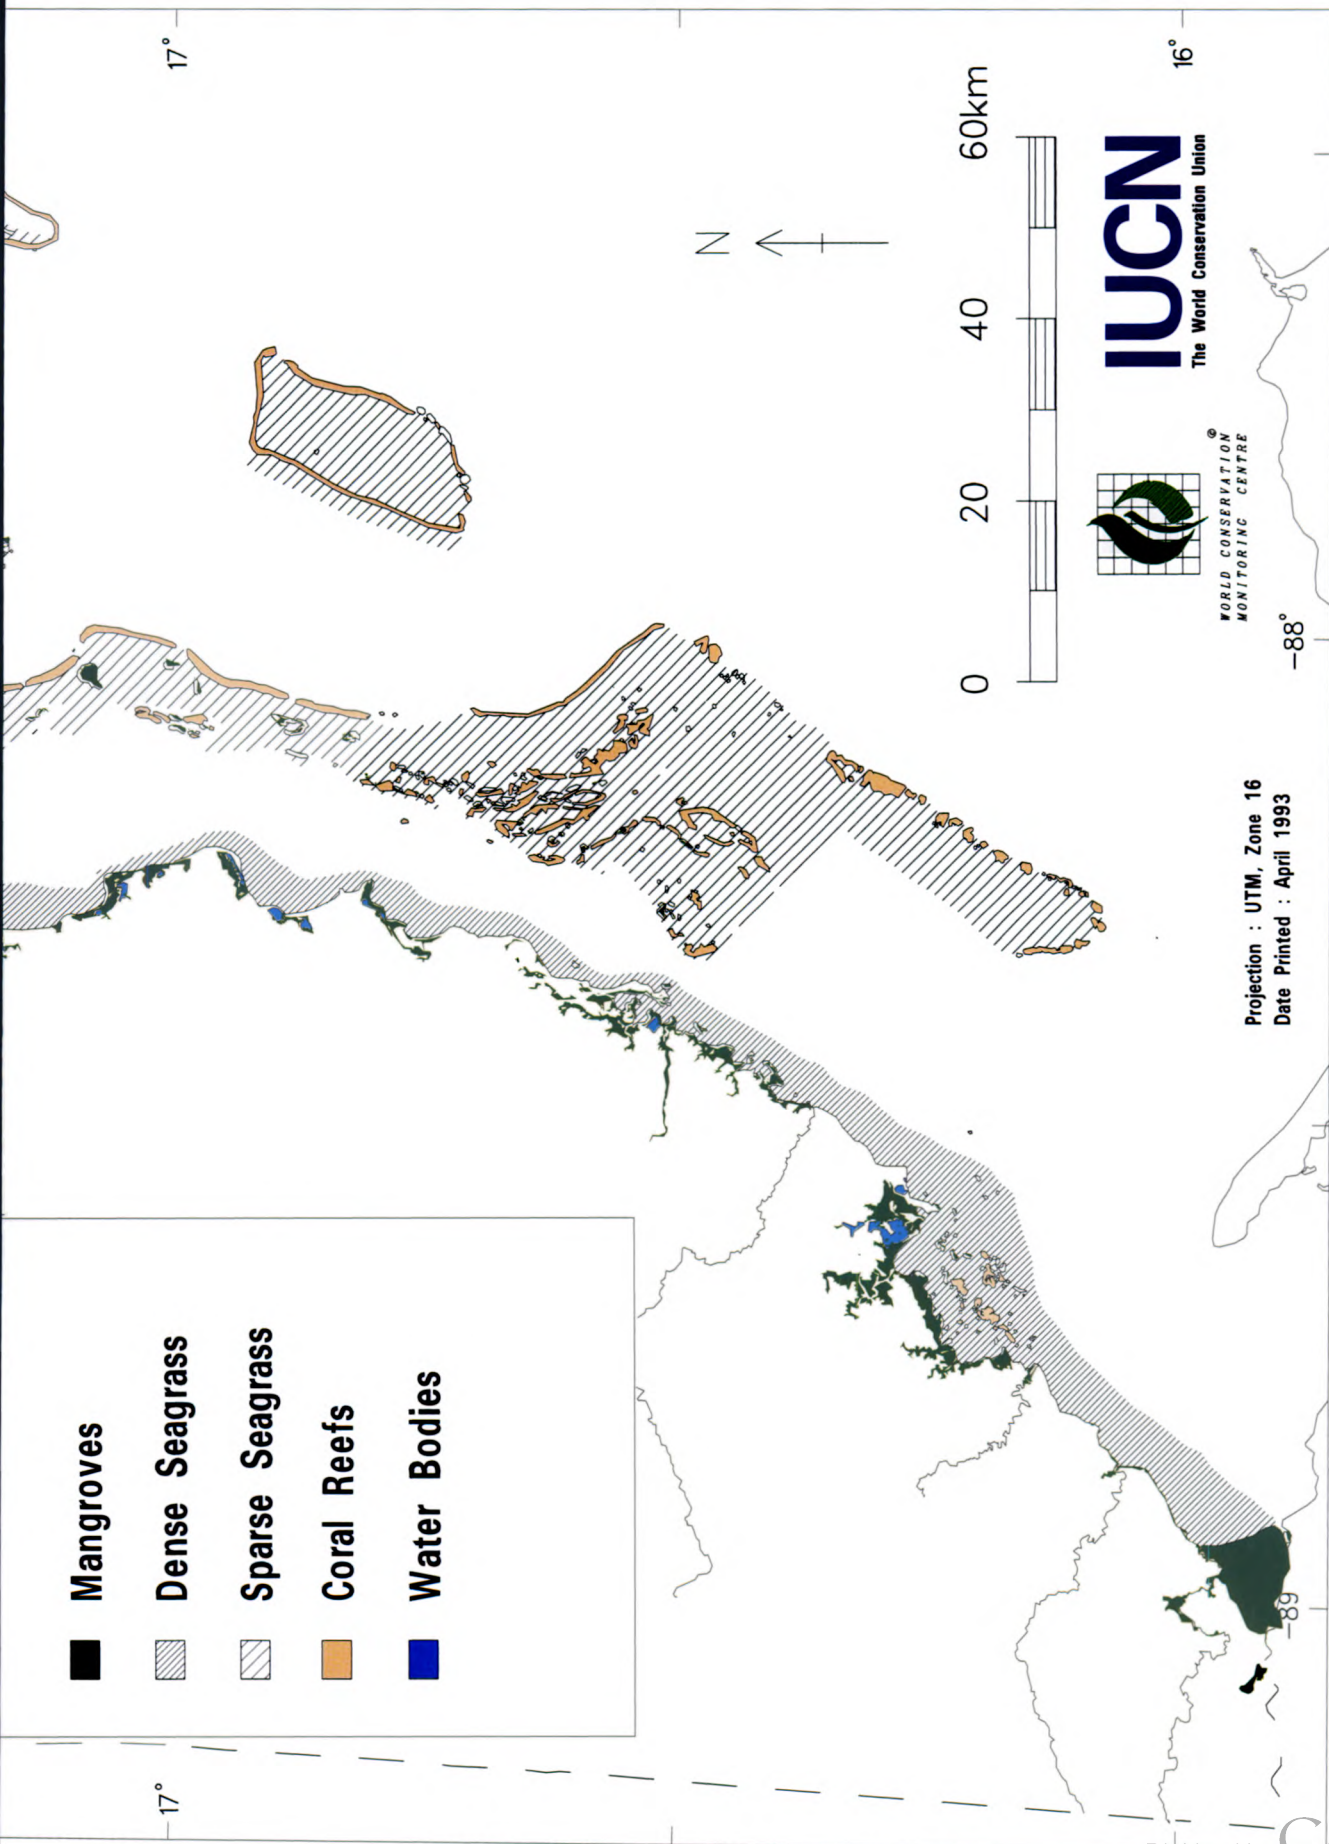 17°
Mangroves
Dense Seagrass
Sparse Seagrass
Coral Reefs
Water Bodies
17°
N
0 20 40 60km
IUCN
The World Conservation Union
WORLD CONSERVATION
MONITORING CENTRE
©
16°
Projection : UTM, Zone 16
Date Printed : April 1993
-88°
-89